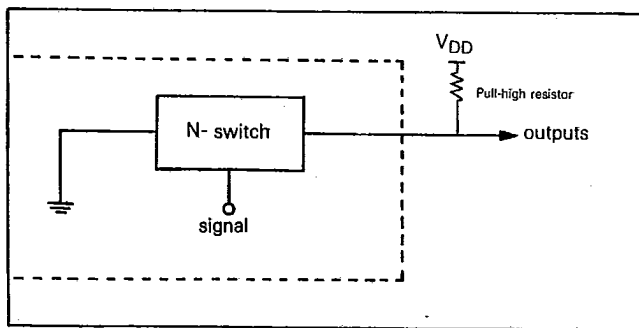 VDD
Pull-high resistor
N- switch
outputs
signal